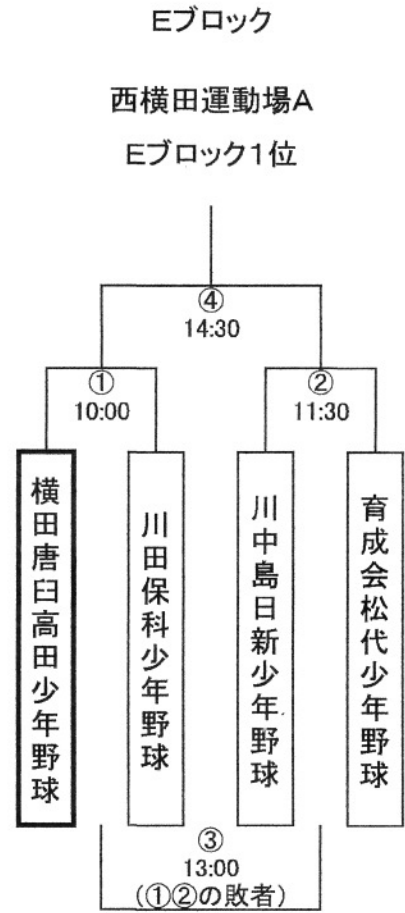 Eブロック
西横田運動場A
Eブロック1位
④
14:30
①
10:00
②
11:30
横田唐臼高田少年野球
川田保科少年野球
川中島日新少年野球
育成会松代少年野球
③
13:00
(①②の敗者)